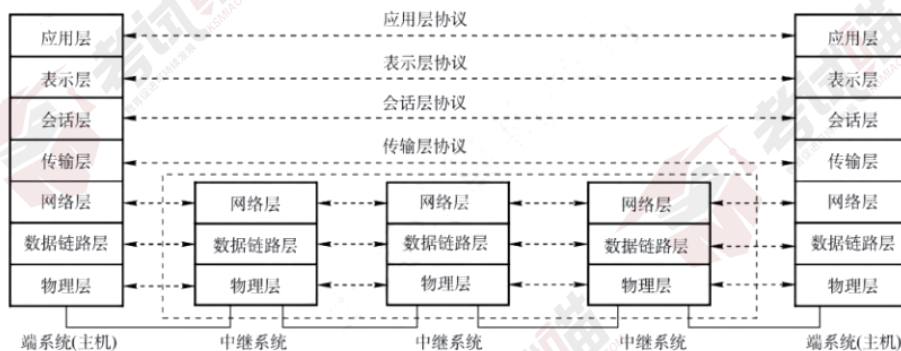 应用层协议
应用层 应用层
表示层协议
表示层 表示层
会话层协议
会话层 会话层
传输层协议
传输层 传输层
网络层 网络层 网络层 网络层 网络层
数据链路层 数据链路层 数据链路层 数据链路层 数据链路层
物理层 物理层 物理层 物理层 物理层
端系统(主机) 中继系统 中继系统 中继系统 端系统(主机)
考试喵